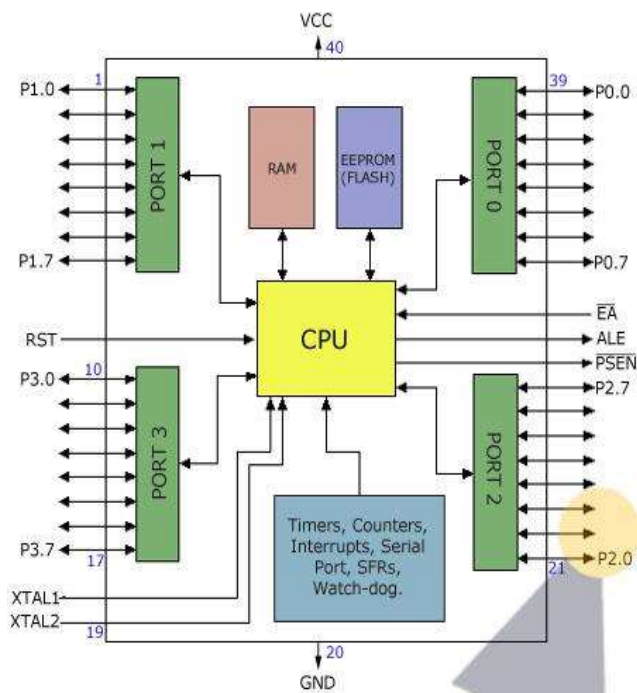 VCC
40
P1.0
1
39
P0.0
PORT 1
RAM
EEPROM
(FLASH)
PORT 0
P1.7
P0.7
EA
RST
CPU
ALE
PSEN
P3.0
10
P2.7
PORT 3
PORT 2
Timers, Counters,
Interrupts, Serial
Port, SFRs,
Watch-dog.
P3.7
17
21
P2.0
XTAL1
XTAL2
19
20
GND